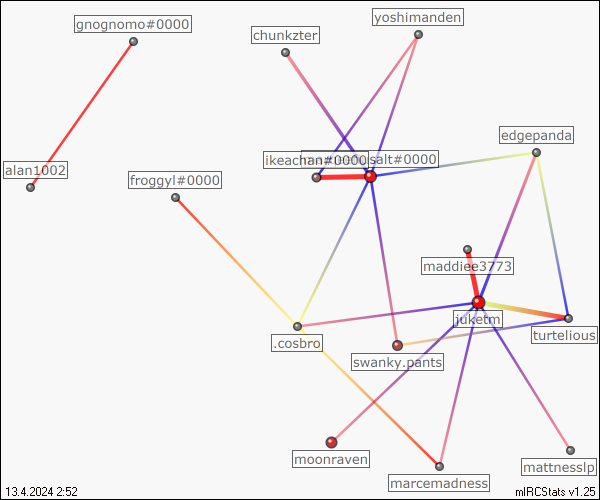 yoshimanden
gnognomo#0000
chunkzter
edgepanda
ikeachan#0000
usalt#0000
alan1002
froggyl#0000
maddiee3773
juketm
turtelious
.cosbro
swanky.pants
moonraven
mattnesslp
marcemadness
13.4.2024 2:52
mIRCStats v1.25